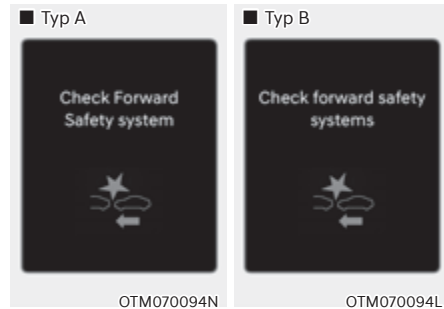 ■ Typ A
Check Forward
Safety system
OTM070094N
■ Typ B
Check forward safety
systems
OTM070094L